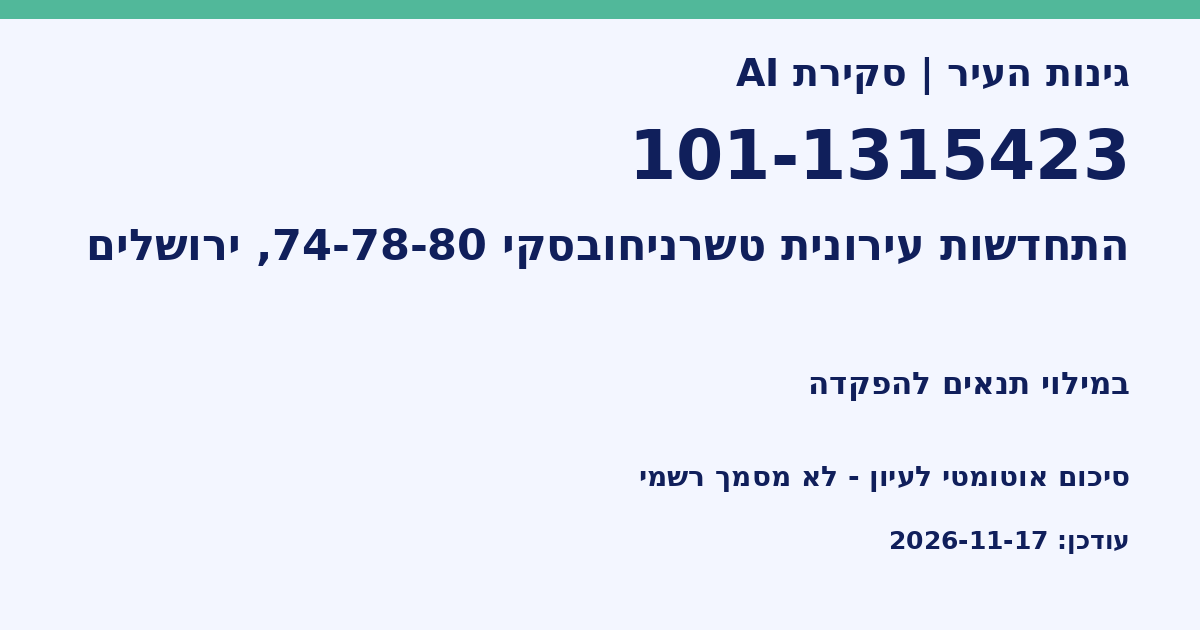 גינות העיר | סקירת AI
101-1315423
התחדשות עירונית טשרניחובסקי 74-78-80, ירושלים
במילוי תנאים להפקדה
סיכום אוטומטי לעיון - לא מסמך רשמי
עודכן: 2026-11-17